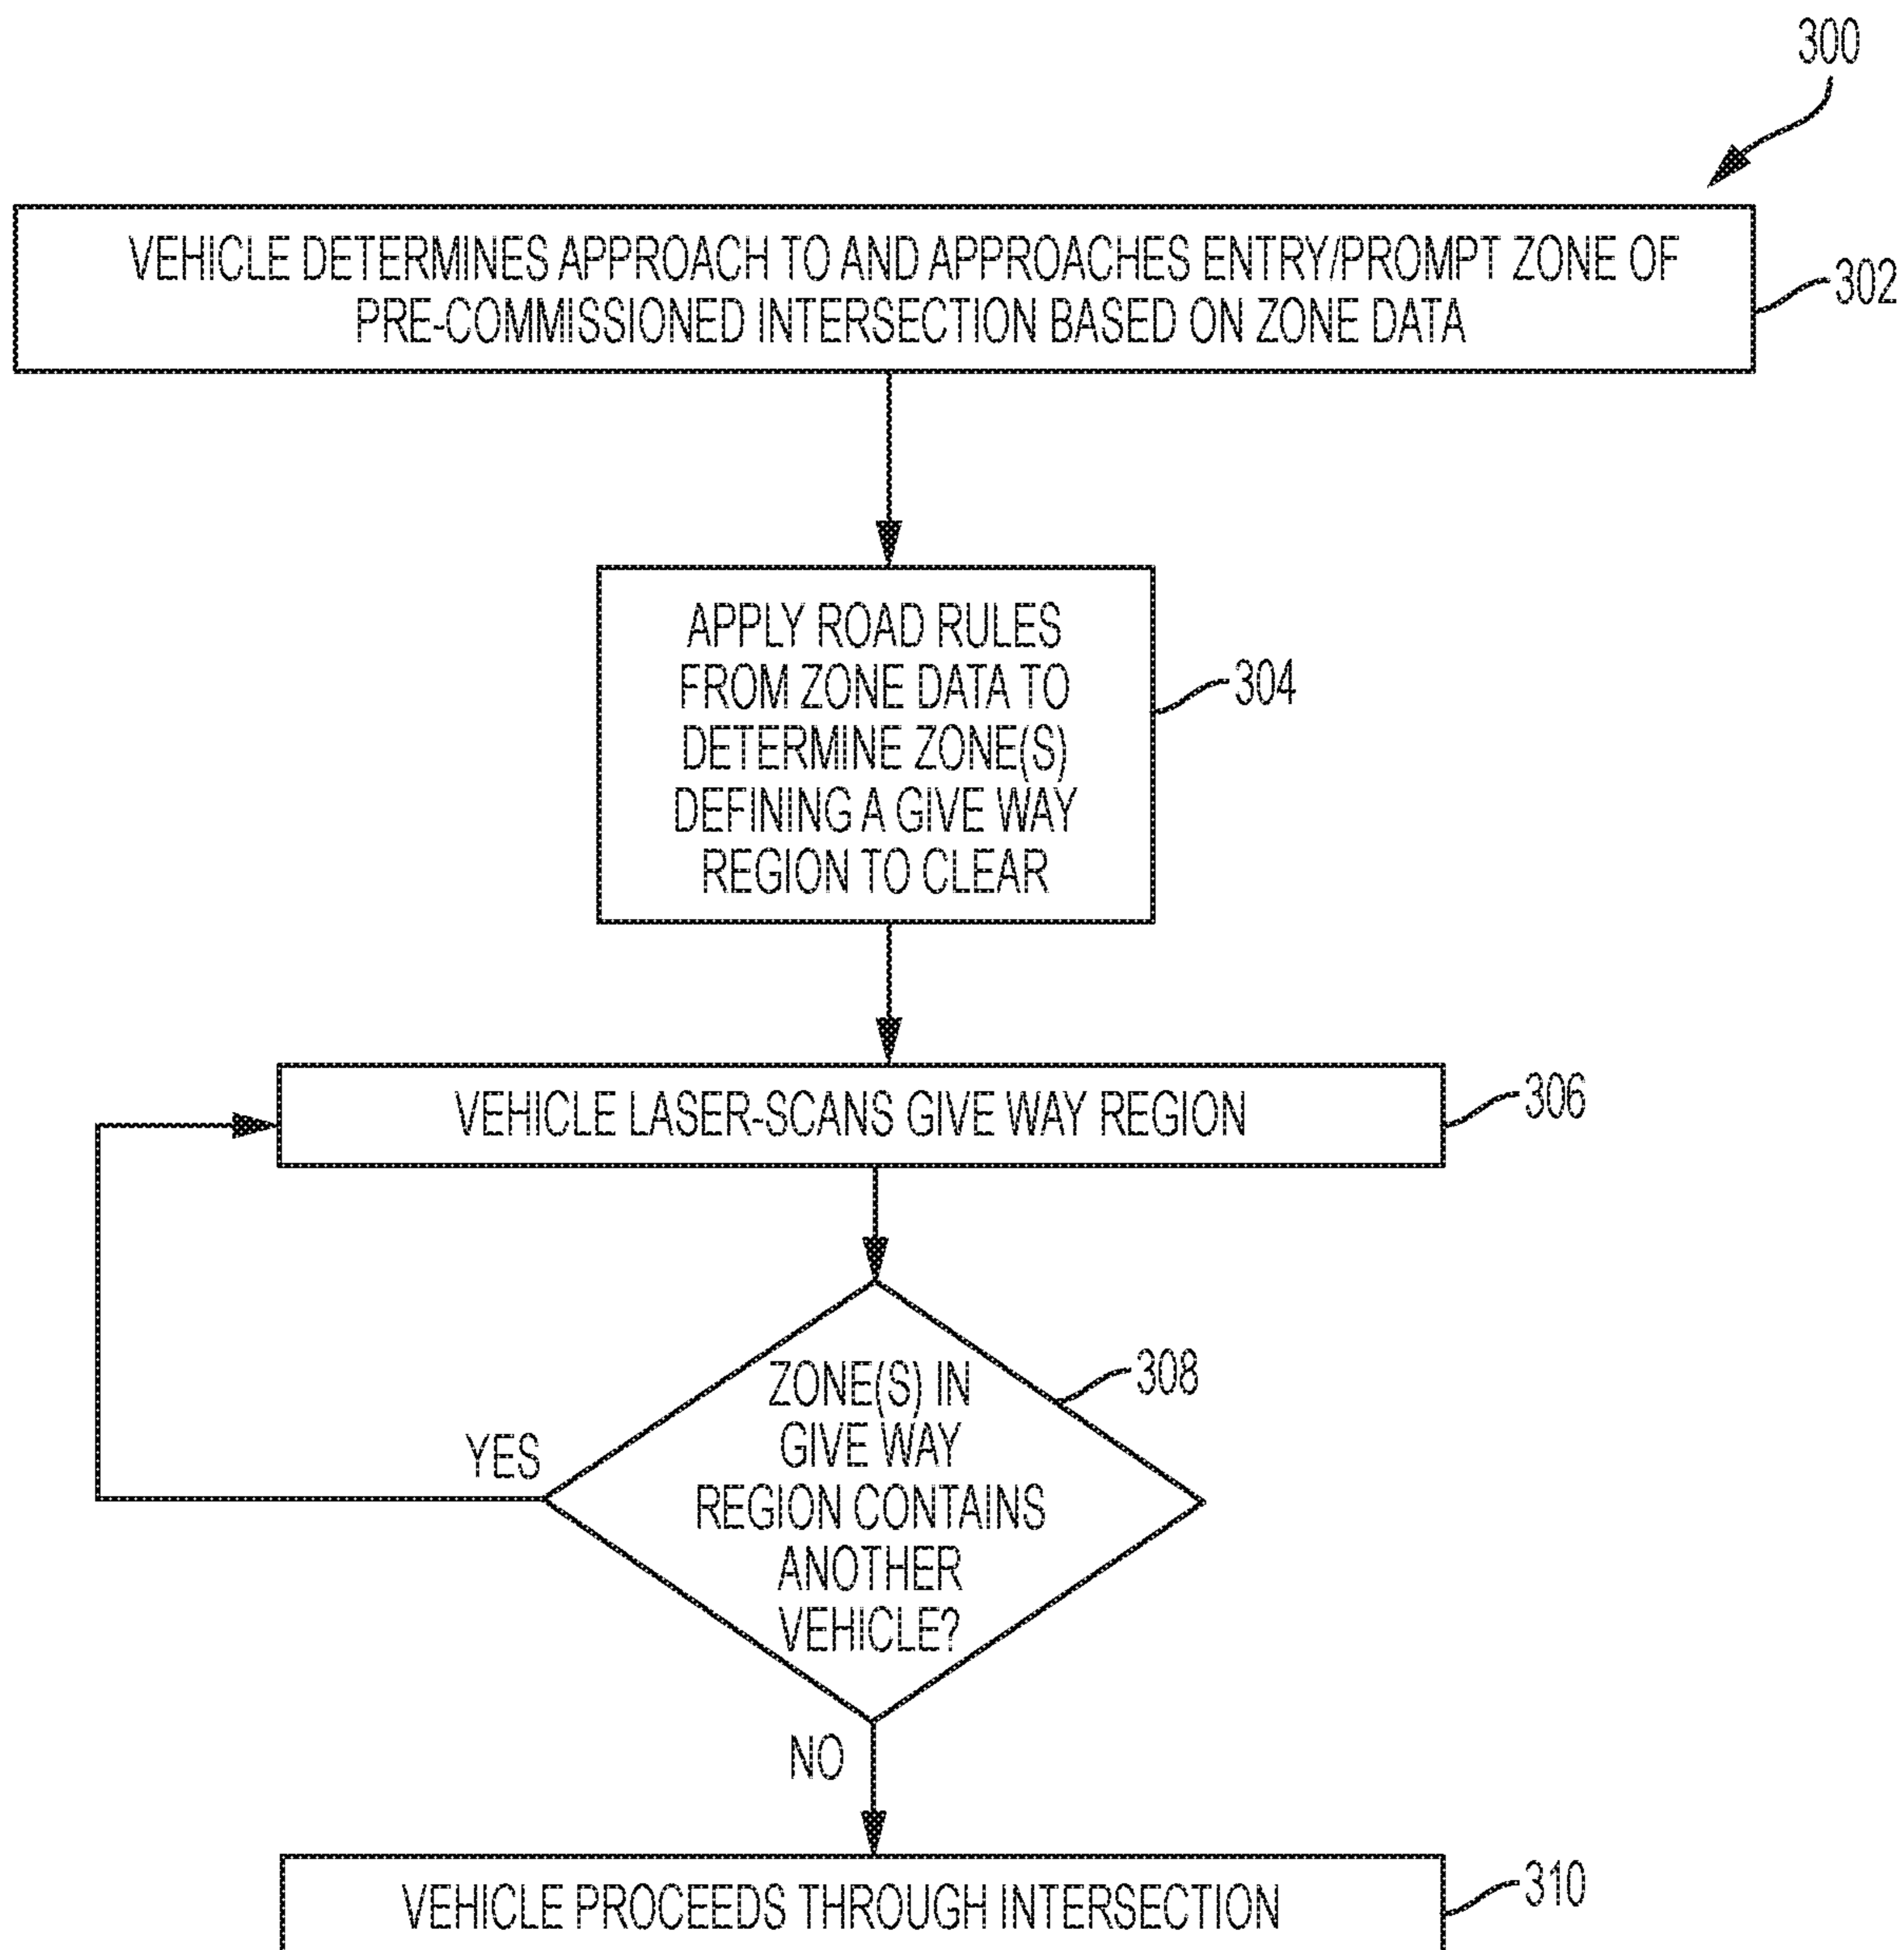 300
VEHICLE DETERMINES APPROACH TO AND APPROACHES ENTRY/PROMPT ZONE OF
PRE-COMMISSIONED INTERSECTION BASED ON ZONE DATA
302
APPLY ROAD RULES
FROM ZONE DATA TO
DETERMINE ZONE(S)
DEFINING A GIVE WAY
REGION TO CLEAR
304
VEHICLE LASER-SCANS GIVE WAY REGION
306
ZONE(S) IN
GIVE WAY
REGION CONTAINS
ANOTHER
VEHICLE?
308
YES
NO
VEHICLE PROCEEDS THROUGH INTERSECTION
310